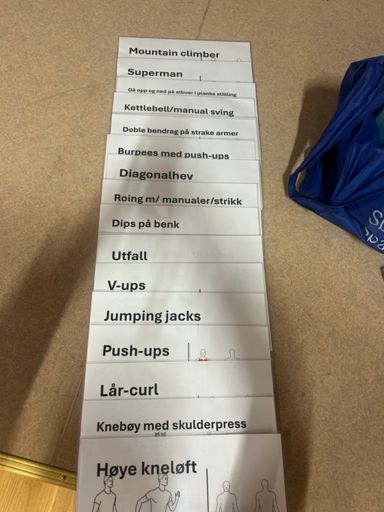 Mountain climber
Superman
Gå opp og ned på albuer i planke stilling
Kettlebell/manual sving
Doble bendrag på strake armer
Burpees med push-ups
Diagonalhev
Roing m/ manualer/strikk
Dips på benk
Utfall
V-ups
Jumping jacks
Push-ups
Lår-curl
Knebøy med skulderpress
Høye kneløft